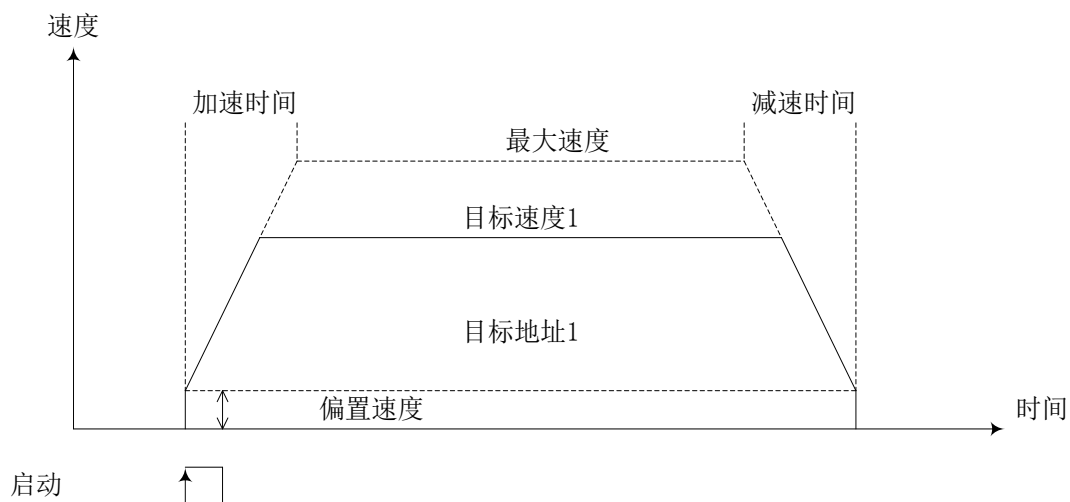 速度
加速时间
减速时间
最大速度
目标速度1
目标地址1
偏置速度
时间
启动